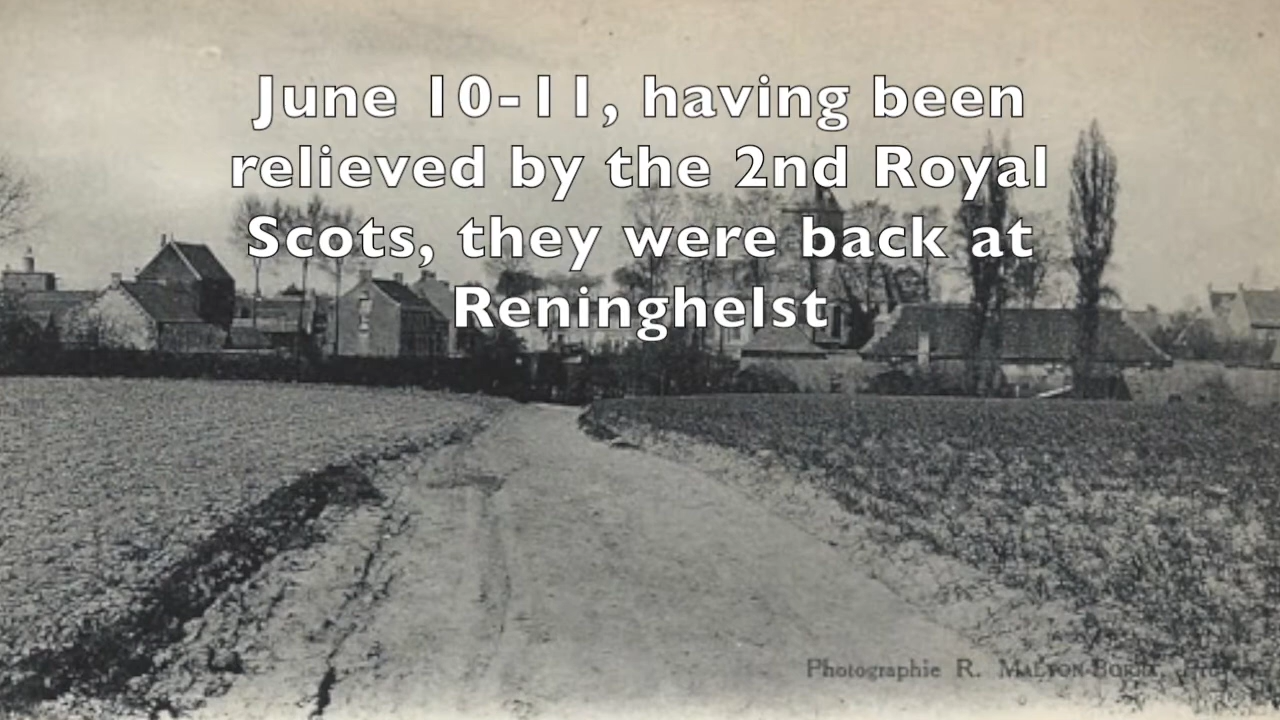 June 10-11, having been
relieved by the 2nd Royal
Scots, they were back at
Reninghelst
Photographie R.